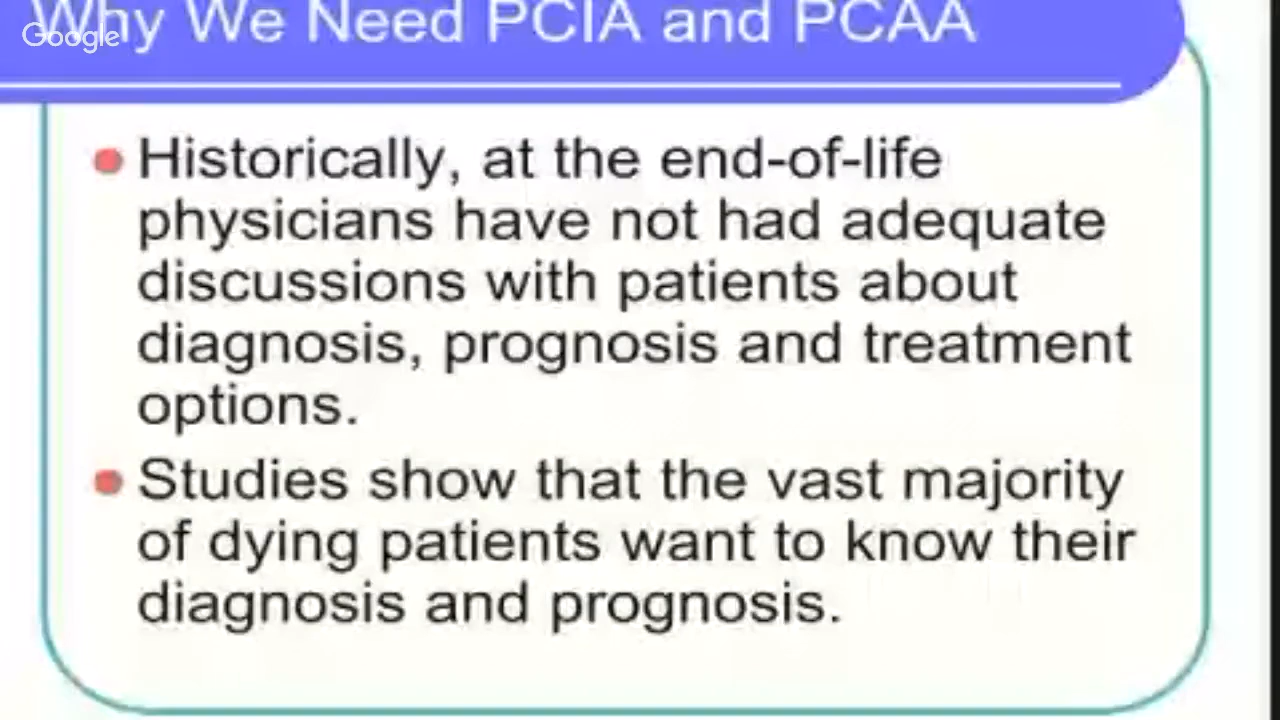 Why We Need PCIA and PCAA
Google
Historically, at the end-of-life
physicians have not had adequate
discussions with patients about
diagnosis, prognosis and treatment
options.
Studies show that the vast majority
of dying patients want to know their
diagnosis and prognosis.